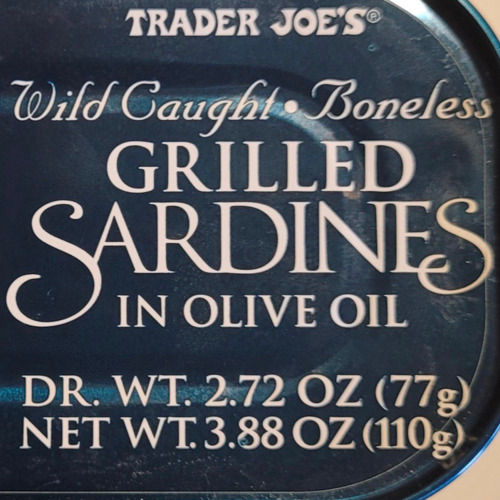 TRADER JOE'S®
Wild Caught • Boneless
GRILLED
SARDINES
IN OLIVE OIL
DR. WT. 2.72 OZ (77g)
NET WT. 3.88 OZ (110g)